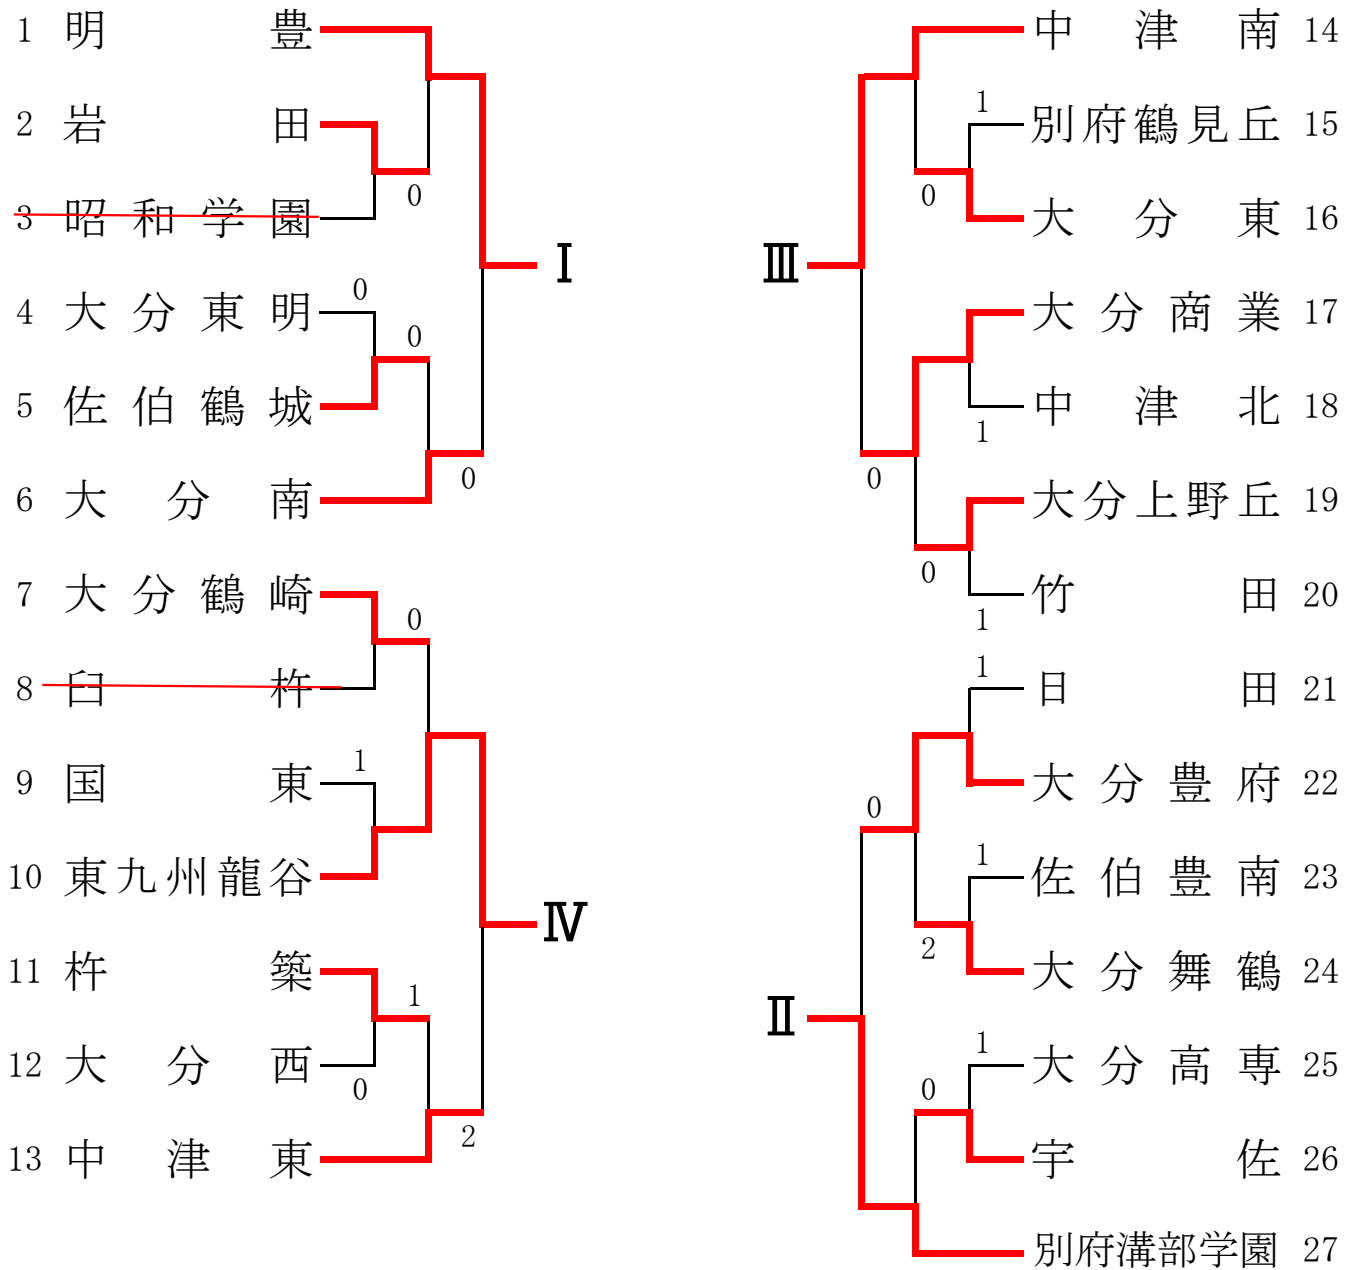 1 明豊
2 岩田
3 昭和学園
0
4 大分東明
0
0
5 佐伯鶴城
6 大分南
0
Ⅰ
7 大分鶴崎
0
8 臼杵
9 国東
1
10 東九州龍谷
Ⅳ
11 杵築
1
12 大分西
0
13 中津東
2
中津南 14
1
別府鶴見丘 15
0
大分東 16
Ⅲ
大分商業 17
中津北 18
1
0
大分上野丘 19
0
竹田 20
1
1
日田 21
大分豊府 22
0
1
佐伯豊南 23
2
大分舞鶴 24
Ⅱ
1
大分高専 25
0
宇佐 26
別府溝部学園 27